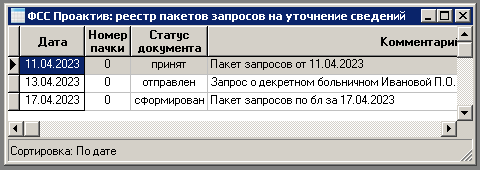 ФСС Проактив: реестр пакетов запросов на уточнение сведений
Дата Номер пачки Статус документа Комментарий
11.04.2023 0 принят Пакет запросов от 11.04.2023
13.04.2023 0 отправлен Запрос о декретном больничном Ивановой П.О.
17.04.2023 0 сформирован Пакет запросов по бл за 17.04.2023
Сортировка: По дате